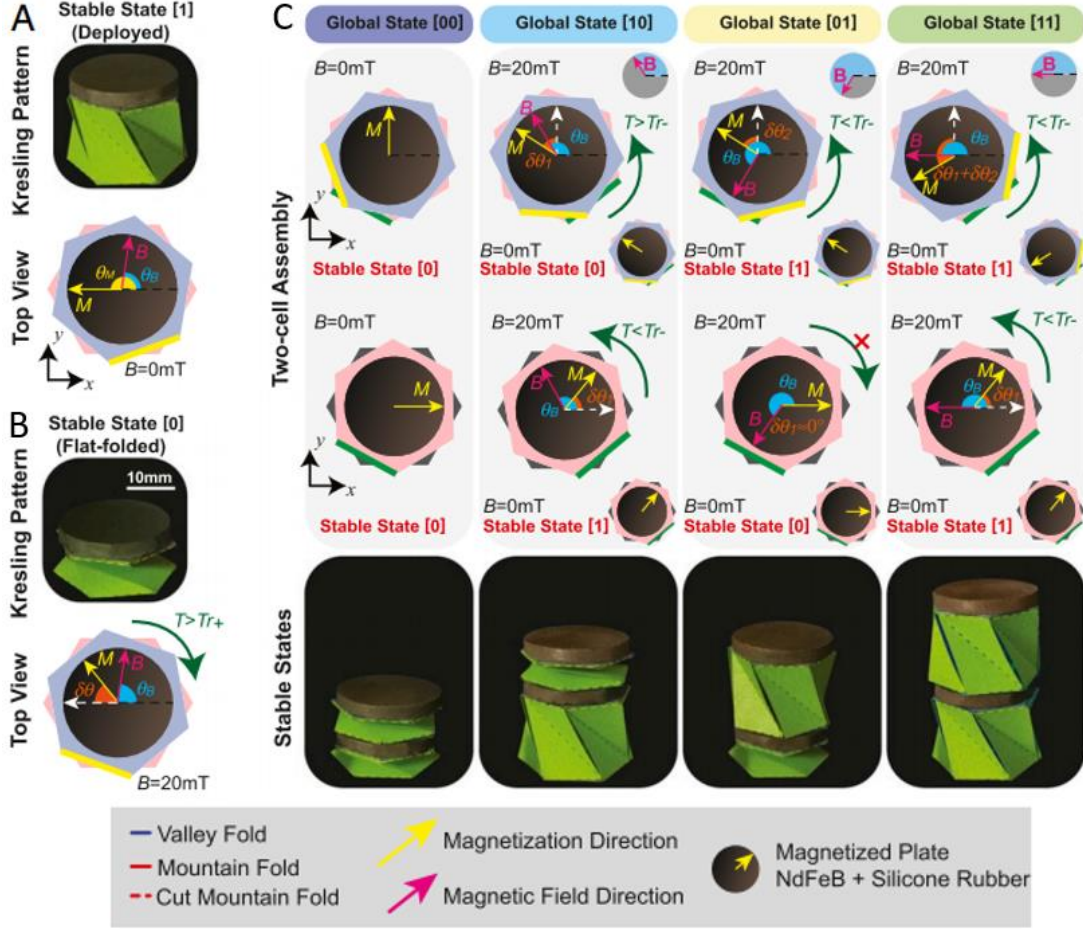 A
Stable State [1]
(Deployed)
Kresling Pattern
Top View
θM
B
θB
M
y
x
B=0mT
B
Stable State [0]
(Flat-folded)
10mm
Kresling Pattern
Top View
T>Tr+
M
B
δθ
θB
B=20mT
C
Global State [00]
Global State [10]
Global State [01]
Global State [11]
Two-cell Assembly
B=0mT
M
y
x
Stable State [0]
B=20mT
B
B
M
θB
δθ1
T>Tr-
B=0mT
Stable State [0]
B=20mT
B
M
δθ2
θB
B
T<Tr-
B=0mT
Stable State [1]
B=20mT
B
θB
B
M
δθ1+δθ2
T<Tr-
B=0mT
Stable State [1]
B=0mT
M
y
x
Stable State [0]
B=20mT
T<Tr-
B
M
θB
δθ1
B=0mT
Stable State [1]
B=20mT
×
θB
M
B
δθ1≈0°
B=0mT
Stable State [0]
B=20mT
T<Tr-
M
θB
δθ1
B
B=0mT
Stable State [1]
Stable States
Valley Fold
Mountain Fold
Cut Mountain Fold
Magnetization Direction
Magnetic Field Direction
Magnetized Plate
NdFeB + Silicone Rubber